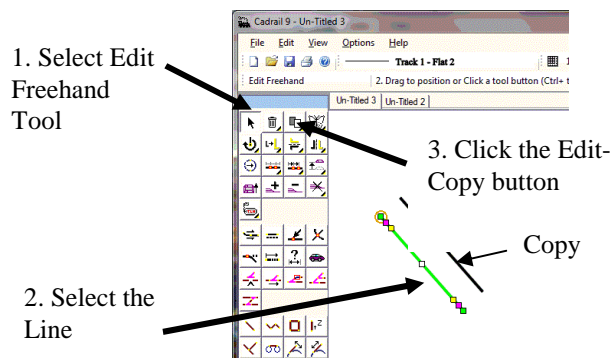 Cadrail 9 - Un-Titled 3
File Edit View Options Help
Track 1 - Flat 2
Edit Freehand
2. Drag to position or Click a tool button (Ctrl+ t
Un-Titled 3 Un-Titled 2
1. Select Edit
Freehand
Tool
3. Click the Edit-
Copy button
Copy
2. Select the
Line